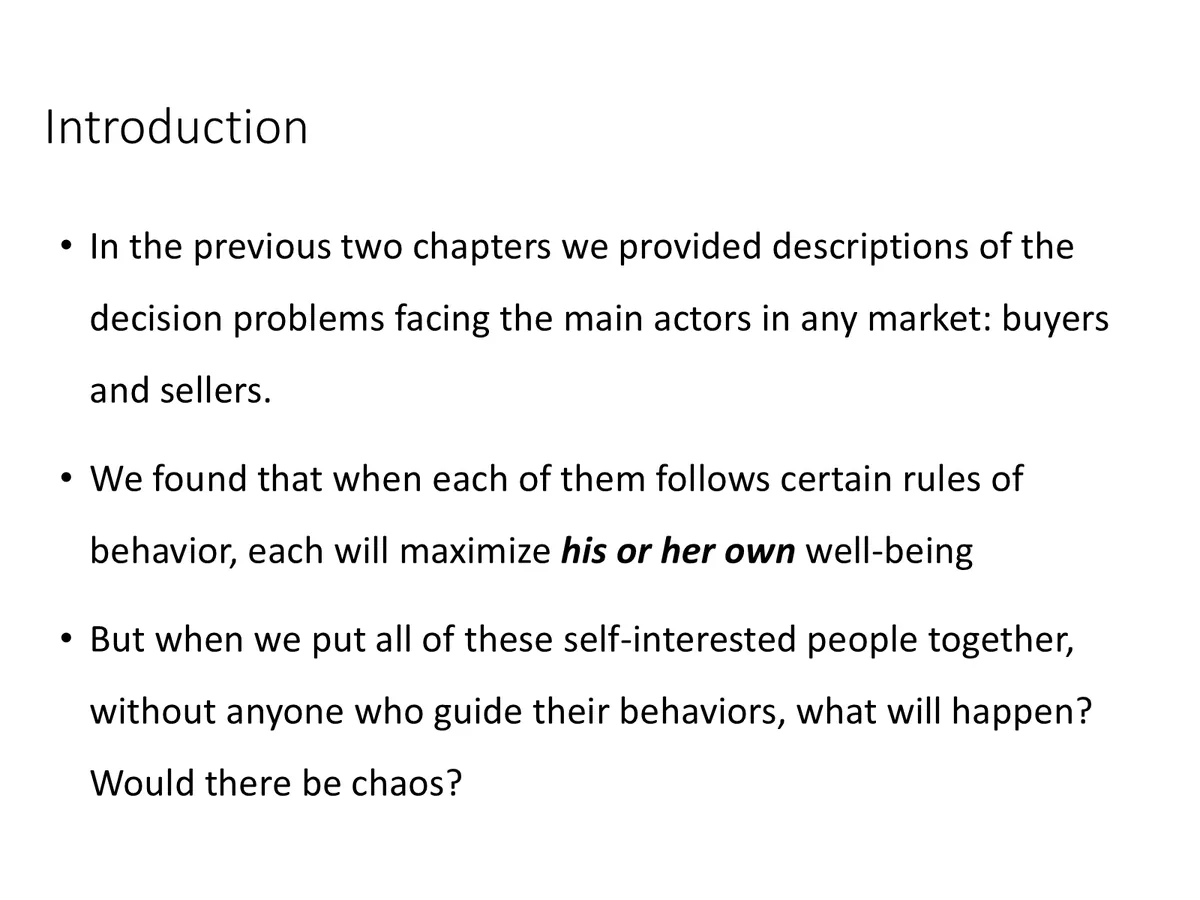 Introduction
• In the previous two chapters we provided descriptions of the
decision problems facing the main actors in any market: buyers
and sellers.
• We found that when each of them follows certain rules of
behavior, each will maximize his or her own well-being
• But when we put all of these self-interested people together,
without anyone who guide their behaviors, what will happen?
Would there be chaos?